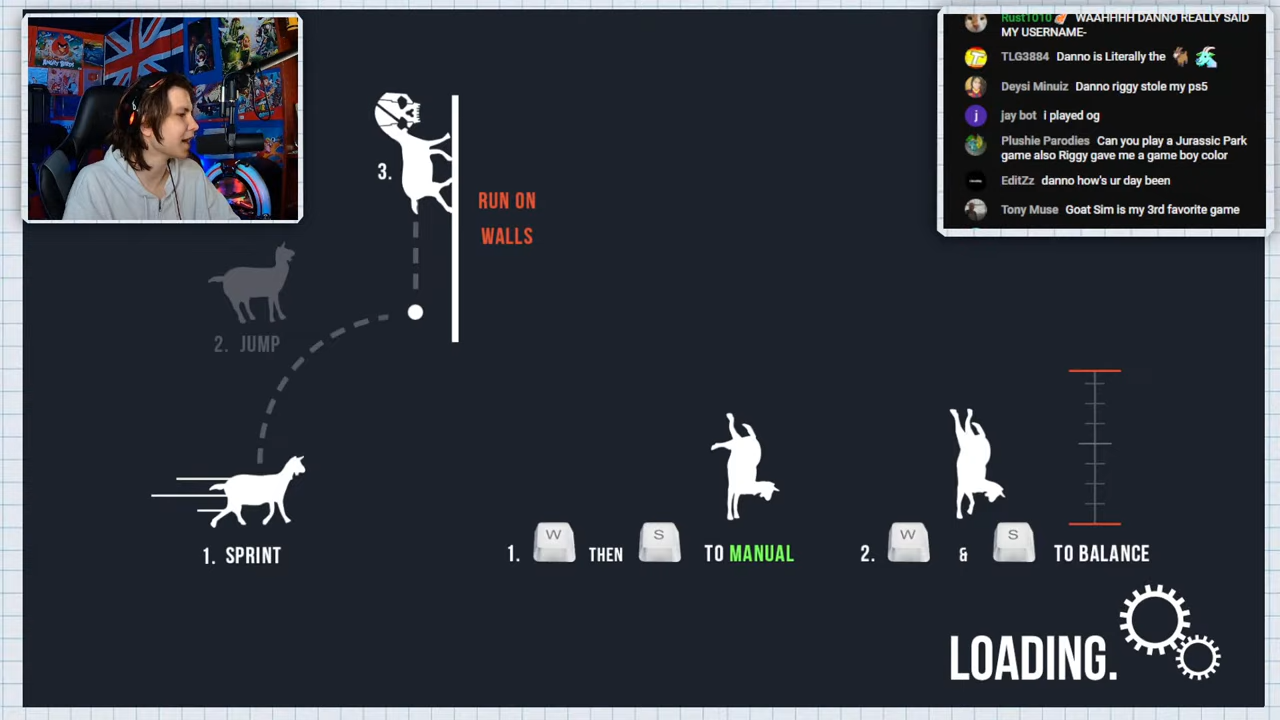 Rust1010 WAAHHHH DANNO REALLY SAID
MY USERNAME-
TLG3884 Danno is Literally the
Deysi Minuiz Danno riggy stole my ps5
jay bot i played og
Plushie Parodies Can you play a Jurassic Park
game also Riggy gave me a game boy color
EditZz danno how's ur day been
Tony Muse Goat Sim is my 3rd favorite game
3.
RUN ON
WALLS
2. JUMP
1. SPRINT
1. W THEN S TO MANUAL
2. W & S TO BALANCE
LOADING.